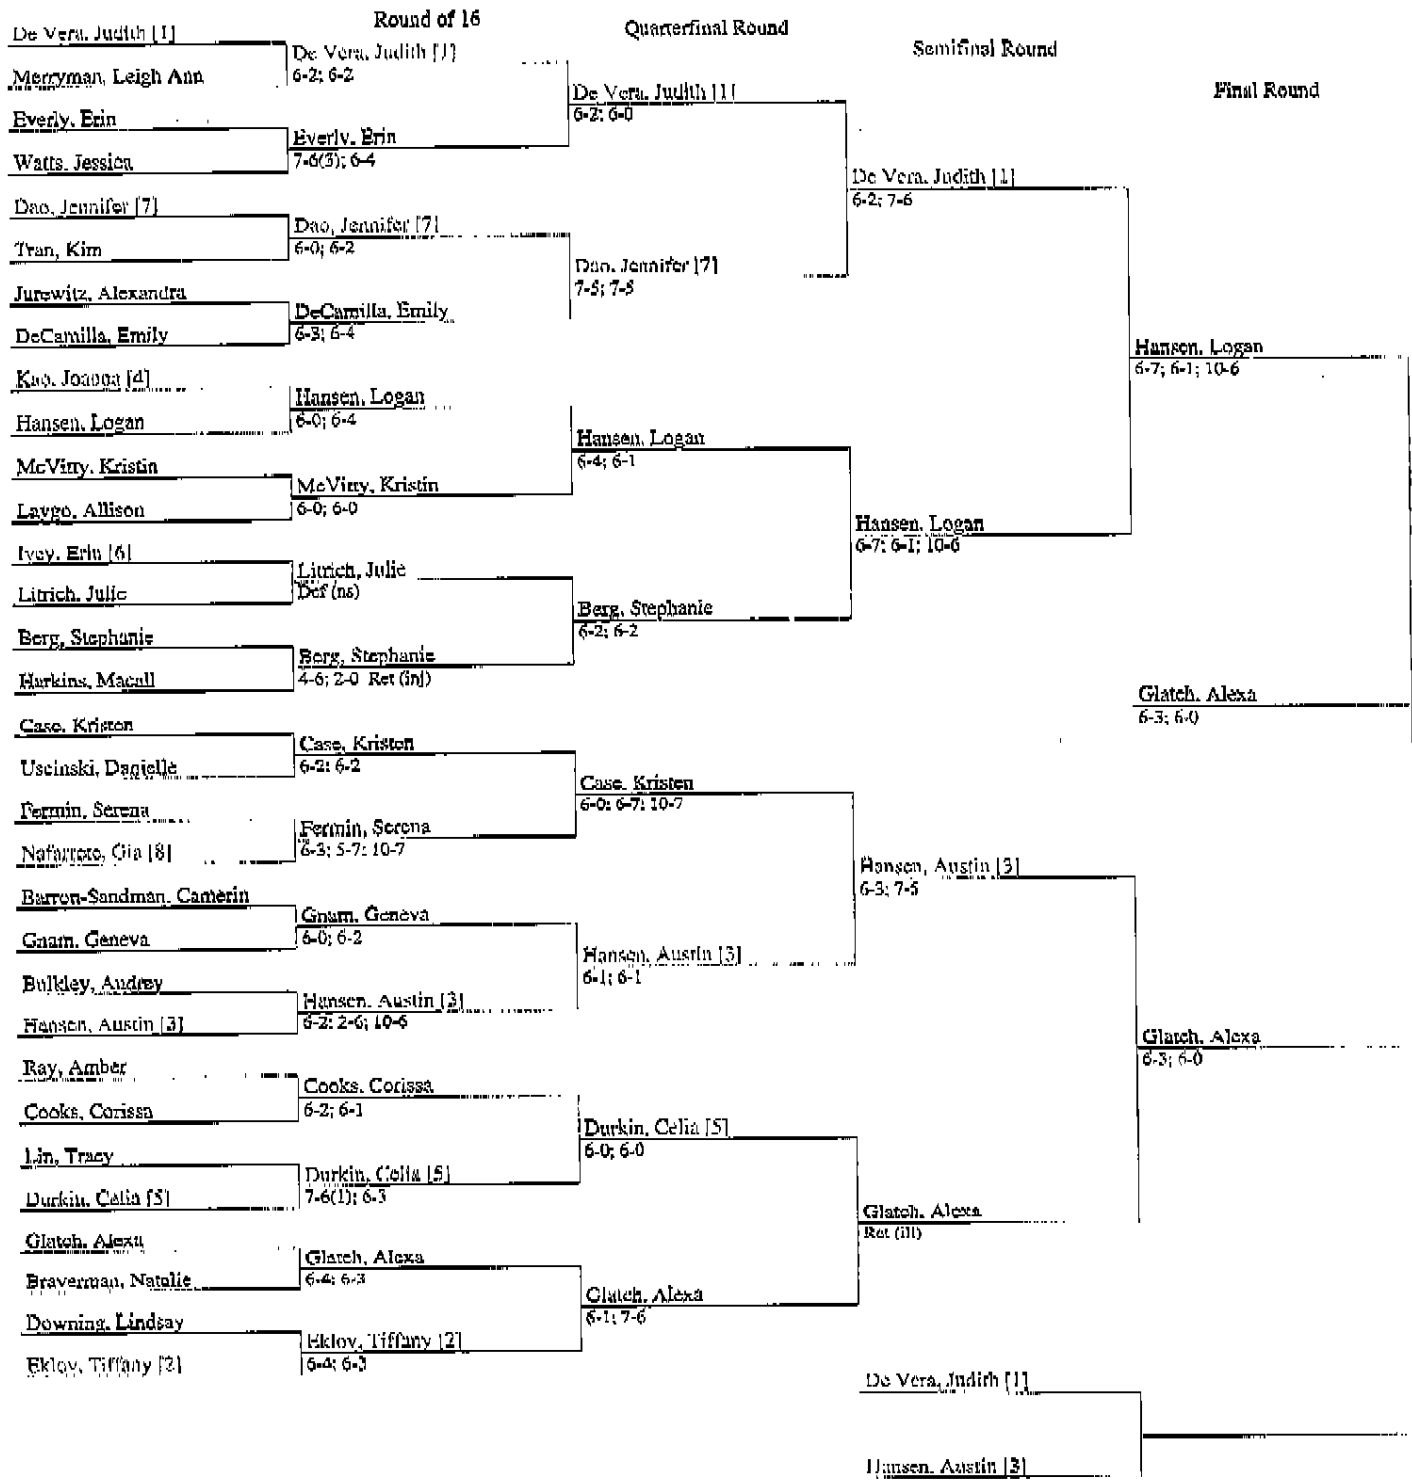 Round of 16
Quarterfinal Round
Semifinal Round
Final Round
De Vera, Judith [1]
Merryman, Leigh Ann
Everly, Erin
Watts, Jessica
Dao, Jennifer [7]
Tran, Kim
Jurewitz, Alexandra
DeCamilla, Emily
Kao, Joanna [4]
Hansen, Logan
McVitty, Kristin
Laygo, Allison
Ivey, Erin [6]
Litrich, Julie
Berg, Stephanie
Harkins, Macall
Case, Kristen
Uscinski, Danielle
Fermin, Serena
Nafarrete, Gia [8]
Barron-Sandman, Camerin
Gnam, Geneva
Bulkley, Audrey
Hansen, Austin [3]
Ray, Amber
Cooks, Corissa
Lin, Tracy
Durkin, Celia [5]
Glatch, Alexa
Braverman, Natalie
Downing, Lindsay
Eklov, Tiffany [2]
De Vera, Judith [1]
6-2; 6-2
Everly, Erin
7-6(3); 6-4
Dao, Jennifer [7]
6-0; 6-2
DeCamilla, Emily
6-3; 6-4
Hansen, Logan
6-0; 6-4
McVitty, Kristin
6-0; 6-0
Litrich, Julie
Def (ns)
Berg, Stephanie
4-6; 2-0 Ret (inj)
Case, Kristen
6-2; 6-2
Fermin, Serena
6-3; 5-7; 10-7
Gnam, Geneva
6-0; 6-2
Hansen, Austin [3]
6-2; 2-6; 10-6
Cooks, Corissa
6-2; 6-1
Durkin, Celia [5]
7-6(1); 6-3
Glatch, Alexa
6-4; 6-3
Eklov, Tiffany [2]
6-4; 6-3
De Vera, Judith [1]
6-2; 6-0
Dao, Jennifer [7]
7-5; 7-5
Hansen, Logan
6-4; 6-1
Berg, Stephanie
6-2; 6-2
Case, Kristen
6-0; 6-7; 10-7
Hansen, Austin [3]
6-1; 6-1
Durkin, Celia [5]
6-0; 6-0
Glatch, Alexa
6-1; 7-6
De Vera, Judith [1]
6-2; 7-6
Hansen, Logan
6-7; 6-1; 10-6
Hansen, Austin [3]
6-3; 7-5
Glatch, Alexa
Ret (ill)
Hansen, Logan
6-7; 6-1; 10-6
Glatch, Alexa
6-3; 6-0
Glatch, Alexa
6-3; 6-0
De Vera, Judith [1]
Hansen, Austin [3]